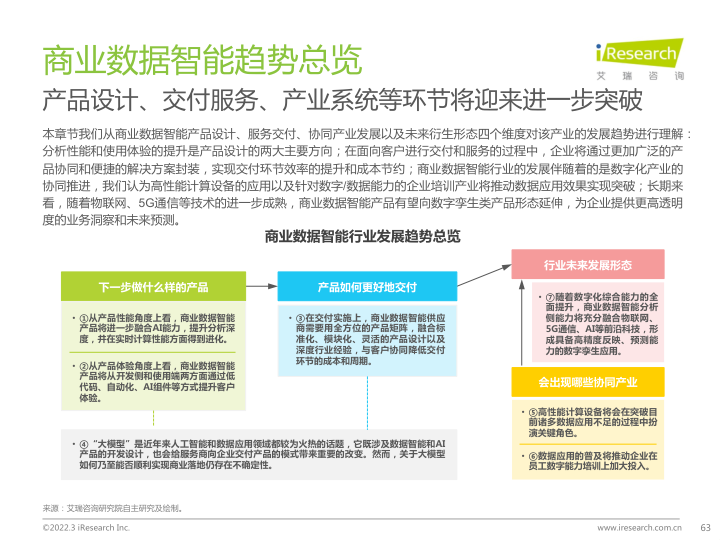 商业数据智能趋势总览
iResearch
艾 瑞 咨 询
产品设计、交付服务、产业系统等环节将迎来进一步突破
本章节我们从商业数据智能产品设计、服务交付、协同产业发展以及未来衍生形态四个维度对该产业的发展趋势进行理解：
分析性能和使用体验的提升是产品设计的两大主要方向；在面向客户进行交付和服务的过程中，企业将通过更加广泛的产
品协同和便捷的解决方案封装，实现交付环节效率的提升和成本节约；商业数据智能行业的发展伴随着的是数字化产业的
协同推进，我们认为高性能计算设备的应用以及针对数字/数据能力的企业培训产业将推动数据应用效果实现突破；长期来
看，随着物联网、5G通信等技术的进一步成熟，商业数据智能产品有望向数字孪生类产品形态延伸，为企业提供更高透明
度的业务洞察和未来预测。
商业数据智能行业发展趋势总览
下一步做什么样的产品
• ①从产品性能角度上看，商业数据智能
产品将进一步融合AI能力，提升分析深
度，并在实时计算性能方面得到进化。
• ②从产品体验角度上看，商业数据智能
产品将从开发侧和使用端两方面通过低
代码、自动化、AI组件等方式提升客户
体验。
产品如何更好地交付
• ③在交付实施上，商业数据智能供应
商需要用全方位的产品矩阵，融合标
准化、模块化、灵活的产品设计以及
深度行业经验，与客户协同降低交付
环节的成本和周期。
行业未来发展形态
• ⑦随着数字化综合能力的全
面提升，商业数据智能分析
侧能力将充分融合物联网、
5G通信、AI等前沿科技，形
成具备高精度反映、预测能
力的数字孪生应用。
会出现哪些协同产业
• ⑤高性能计算设备将会在突破目
前诸多数据应用不足的过程中扮
演关键角色。
• ⑥数据应用的普及将推动企业在
员工数字能力培训上加大投入。
• ④“大模型”是近年来人工智能和数据应用领域都较为火热的话题，它既涉及数据智能和AI
产品的开发设计，也会给服务商向企业交付产品的模式带来重要的改变。然而，关于大模型
如何乃至能否顺利实现商业落地仍存在不确定性。
来源：艾瑞咨询研究院自主研究及绘制。
©2022.3 iResearch Inc.
www.iresearch.com.cn
63